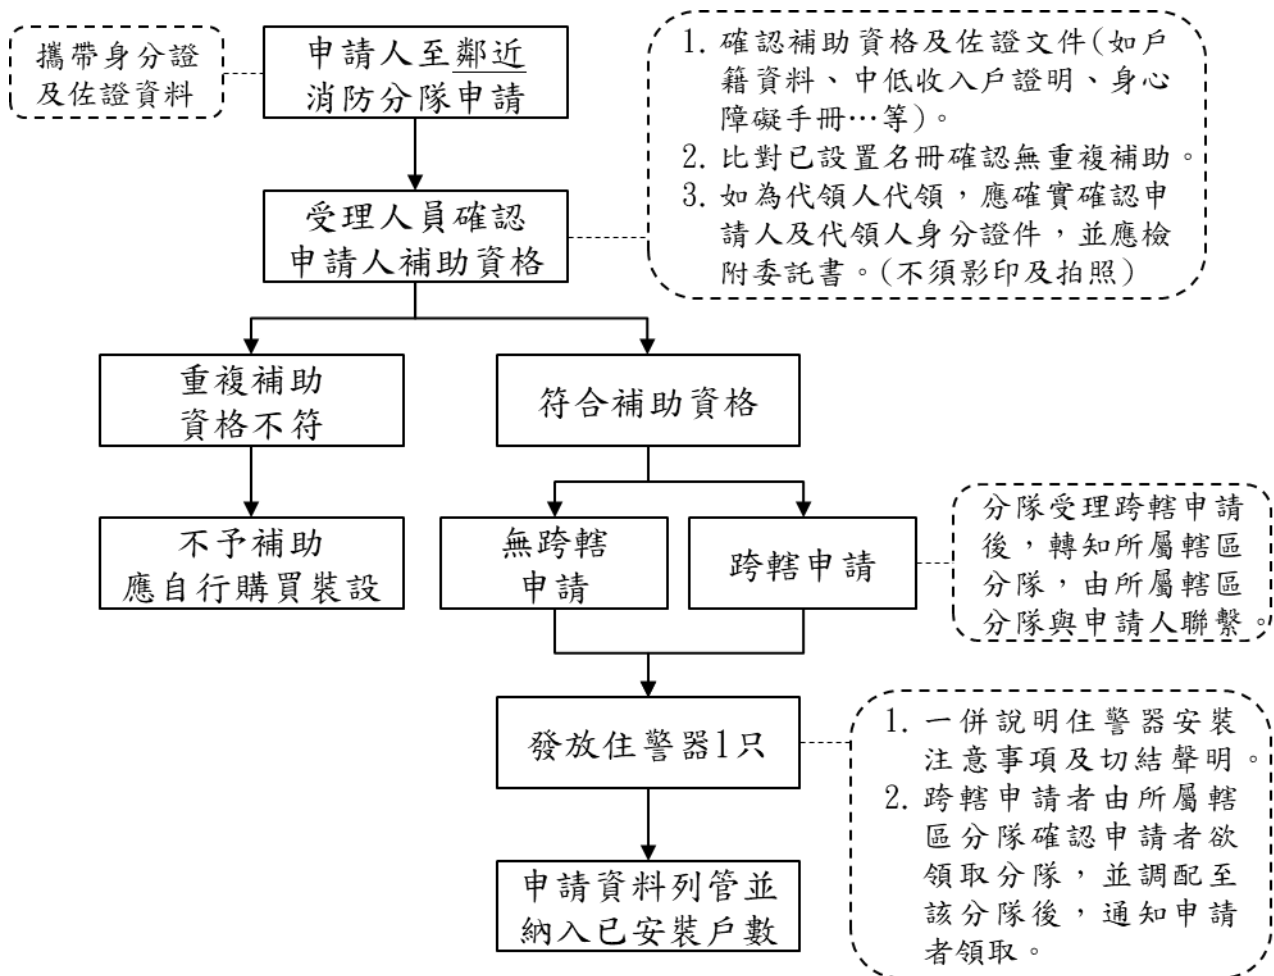 攜帶身分證
及佐證資料
申請人至鄰近
消防分隊申請
1. 確認補助資格及佐證文件(如戶
籍資料、中低收入戶證明、身心
障礙手冊…等)。
2. 比對已設置名冊確認無重複補助。
3. 如為代領人代領，應確實確認申
請人及代領人身分證件，並應檢
附委託書。(不須影印及拍照)
受理人員確認
申請人補助資格
重複補助
資格不符
符合補助資格
不予補助
應自行購買裝設
無跨轄
申請
跨轄申請
分隊受理跨轄申請
後，轉知所屬轄區
分隊，由所屬轄區
分隊與申請人聯繫。
發放住警器1只
1. 一併說明住警器安裝
注意事項及切結聲明。
2. 跨轄申請者由所屬轄
區分隊確認申請者欲
領取分隊，並調配至
該分隊後，通知申請
者領取。
申請資料列管並
納入已安裝戶數